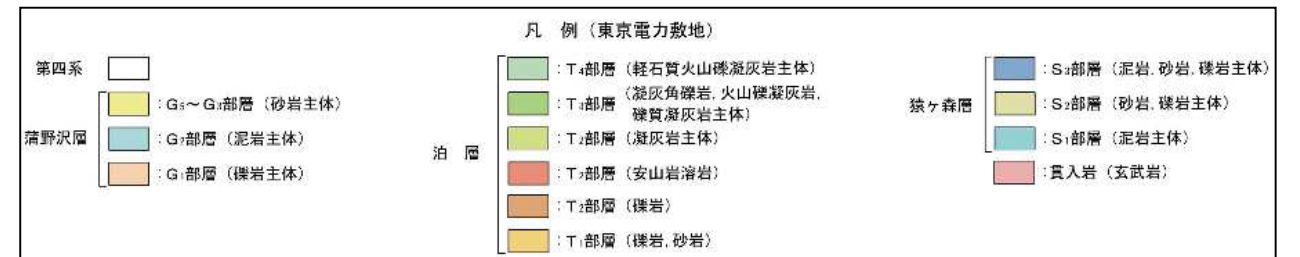 凡 例（東京電力敷地）
第四系
蒲野沢層
：G5～G3部層（砂岩主体）
：G2部層（泥岩主体）
：G1部層（礫岩主体）
泊 層
：T4部層（軽石質火山礫凝灰岩主体）
：T3部層（凝灰角礫岩，火山礫凝灰岩，
礫質凝灰岩主体）
：T2部層（凝灰岩主体）
：T2部層（安山岩溶岩）
：T2部層（礫岩）
：T1部層（礫岩，砂岩）
猿ヶ森層
：S3部層（泥岩，砂岩，礫岩主体）
：S2部層（砂岩，礫岩主体）
：S1部層（泥岩主体）
：貫入岩（玄武岩）